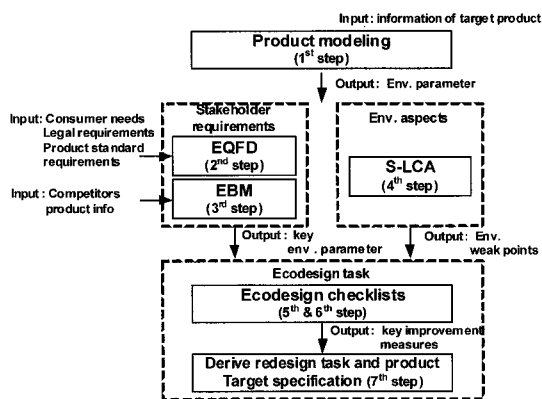 Input: information of target product
Product modeling
(1st step)
Output: Env. parameter
Stakeholder
requirements
Input: Consumer needs
Legal requirements
Product standard
requirements
EQFD
(2nd step)
Input: Competitors
product info
EBM
(3rd step)
Env. aspects
S-LCA
(4th step)
Output: key
env. parameter
Output: Env.
weak points
Ecodesign task
Ecodesign checklists
(5th & 6th step)
Output: key improvement
measures
Derive redesign task and product
Target specification (7th step)